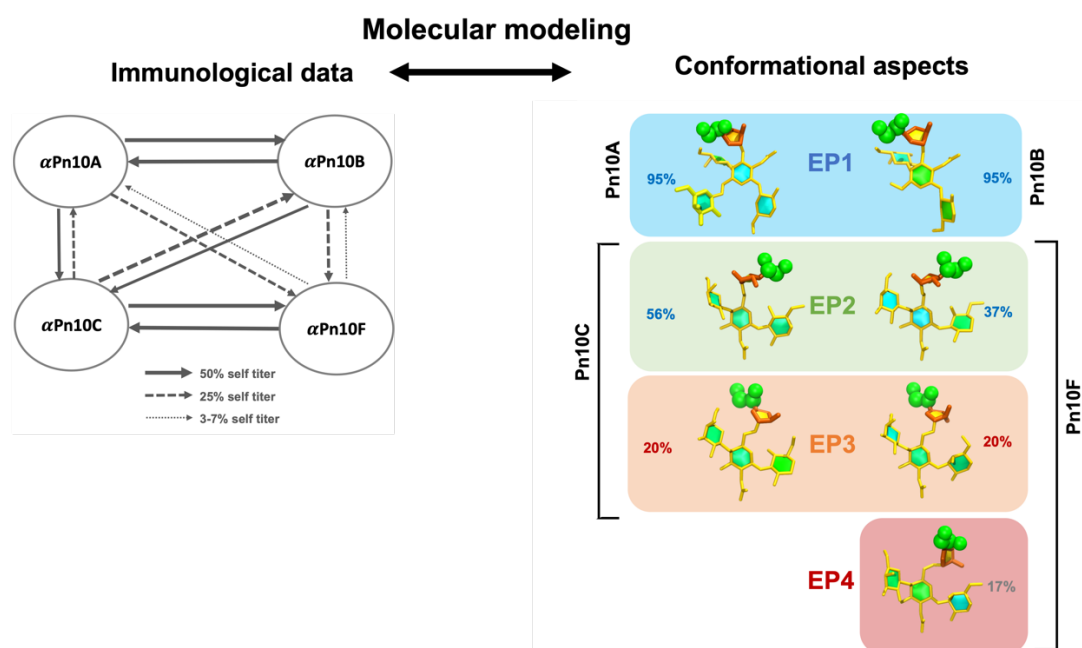 Molecular modeling
Immunological data
Conformational aspects
αPn10A
αPn10B
αPn10C
αPn10F
50% self titer
25% self titer
3-7% self titer
Pn10A
95%
EP1
95%
Pn10B
Pn10C
56%
EP2
37%
20%
EP3
20%
Pn10F
EP4
17%